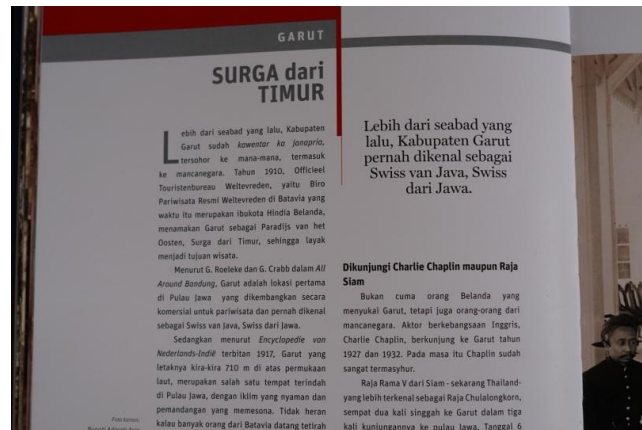 GARUT
SURGA dari
TIMUR
Lebih dari seabad yang lalu, Kabupaten
Garut sudah kawentar ka janapria,
tersohor ke mana-mana, termasuk
ke mancanegara. Tahun 1910, Officieel
Touristenbureau Weltevreden, yaitu Biro
Pariwisata Resmi Weltevreden di Batavia yang
waktu itu merupakan ibukota Hindia Belanda,
menamakan Garut sebagai Paradijs van het
Oosten, Surga dari Timur, sehingga layak
menjadi tujuan wisata.
Menurut G. Roeleke dan G. Crabb dalam All
Around Bandung, Garut adalah lokasi pertama
di Pulau Jawa yang dikembangkan secara
komersial untuk pariwisata dan pernah dikenal
sebagai Swiss van Java, Swiss dari Jawa.
Sedangkan menurut Encyclopedie van
Nederlands-Indië terbitan 1917, Garut yang
letaknya kira-kira 710 m di atas permukaan
laut, merupakan salah satu tempat terindah
di Pulau Jawa, dengan iklim yang nyaman dan
pemandangan yang memesona. Tidak heran
kalau banyak orang dari Batavia datang tetirah
Lebih dari seabad yang
lalu, Kabupaten Garut
pernah dikenal sebagai
Swiss van Java, Swiss
dari Jawa.
Dikunjungi Charlie Chaplin maupun Raja
Siam
Bukan cuma orang Belanda yang
menyukai Garut, tetapi juga orang-orang dari
mancanegara. Aktor berkebangsaan Inggris,
Charlie Chaplin, berkunjung ke Garut tahun
1927 dan 1932. Pada masa itu Chaplin sudah
sangat termasyhur.
Raja Rama V dari Siam - sekarang Thailand-
yang lebih terkenal sebagai Raja Chulalongkorn,
sempat dua kali singgah ke Garut dalam tiga
kali kunjungannya ke pulau Jawa. Tanggal 6